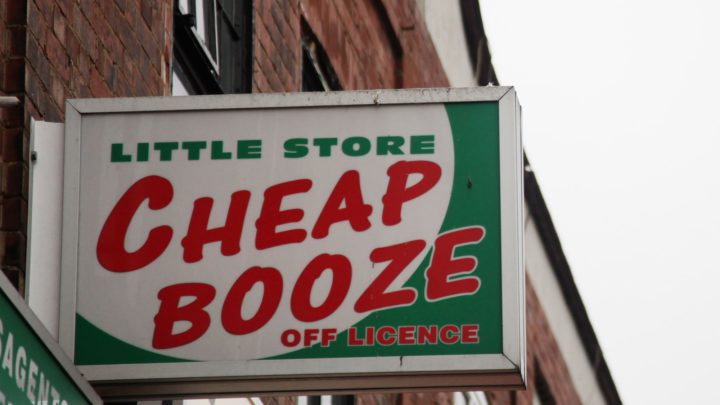 LITTLE STORE
CHEAP
BOOZE
OFF LICENCE